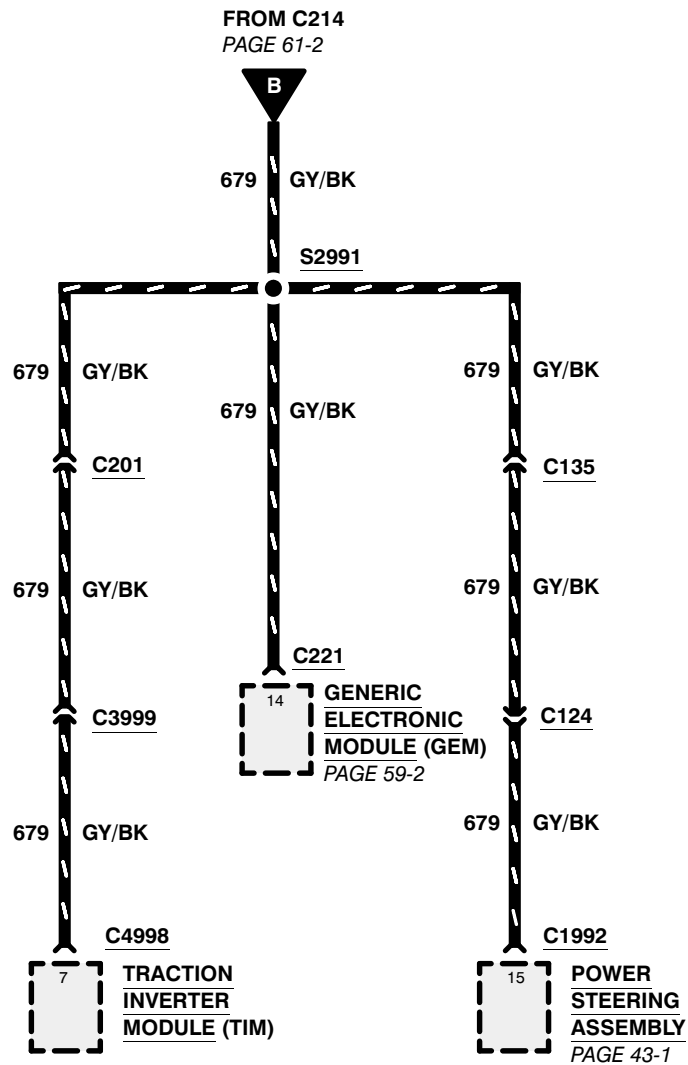 FROM C214
PAGE 61-2
B
679 GY/BK
S2991
679 GY/BK
679 GY/BK
679 GY/BK
C201
C135
679 GY/BK
679 GY/BK
C221
14
GENERIC
ELECTRONIC
MODULE (GEM)
PAGE 59-2
C3999
C124
679 GY/BK
679 GY/BK
C4998
7
TRACTION
INVERTER
MODULE (TIM)
C1992
15
POWER
STEERING
ASSEMBLY
PAGE 43-1